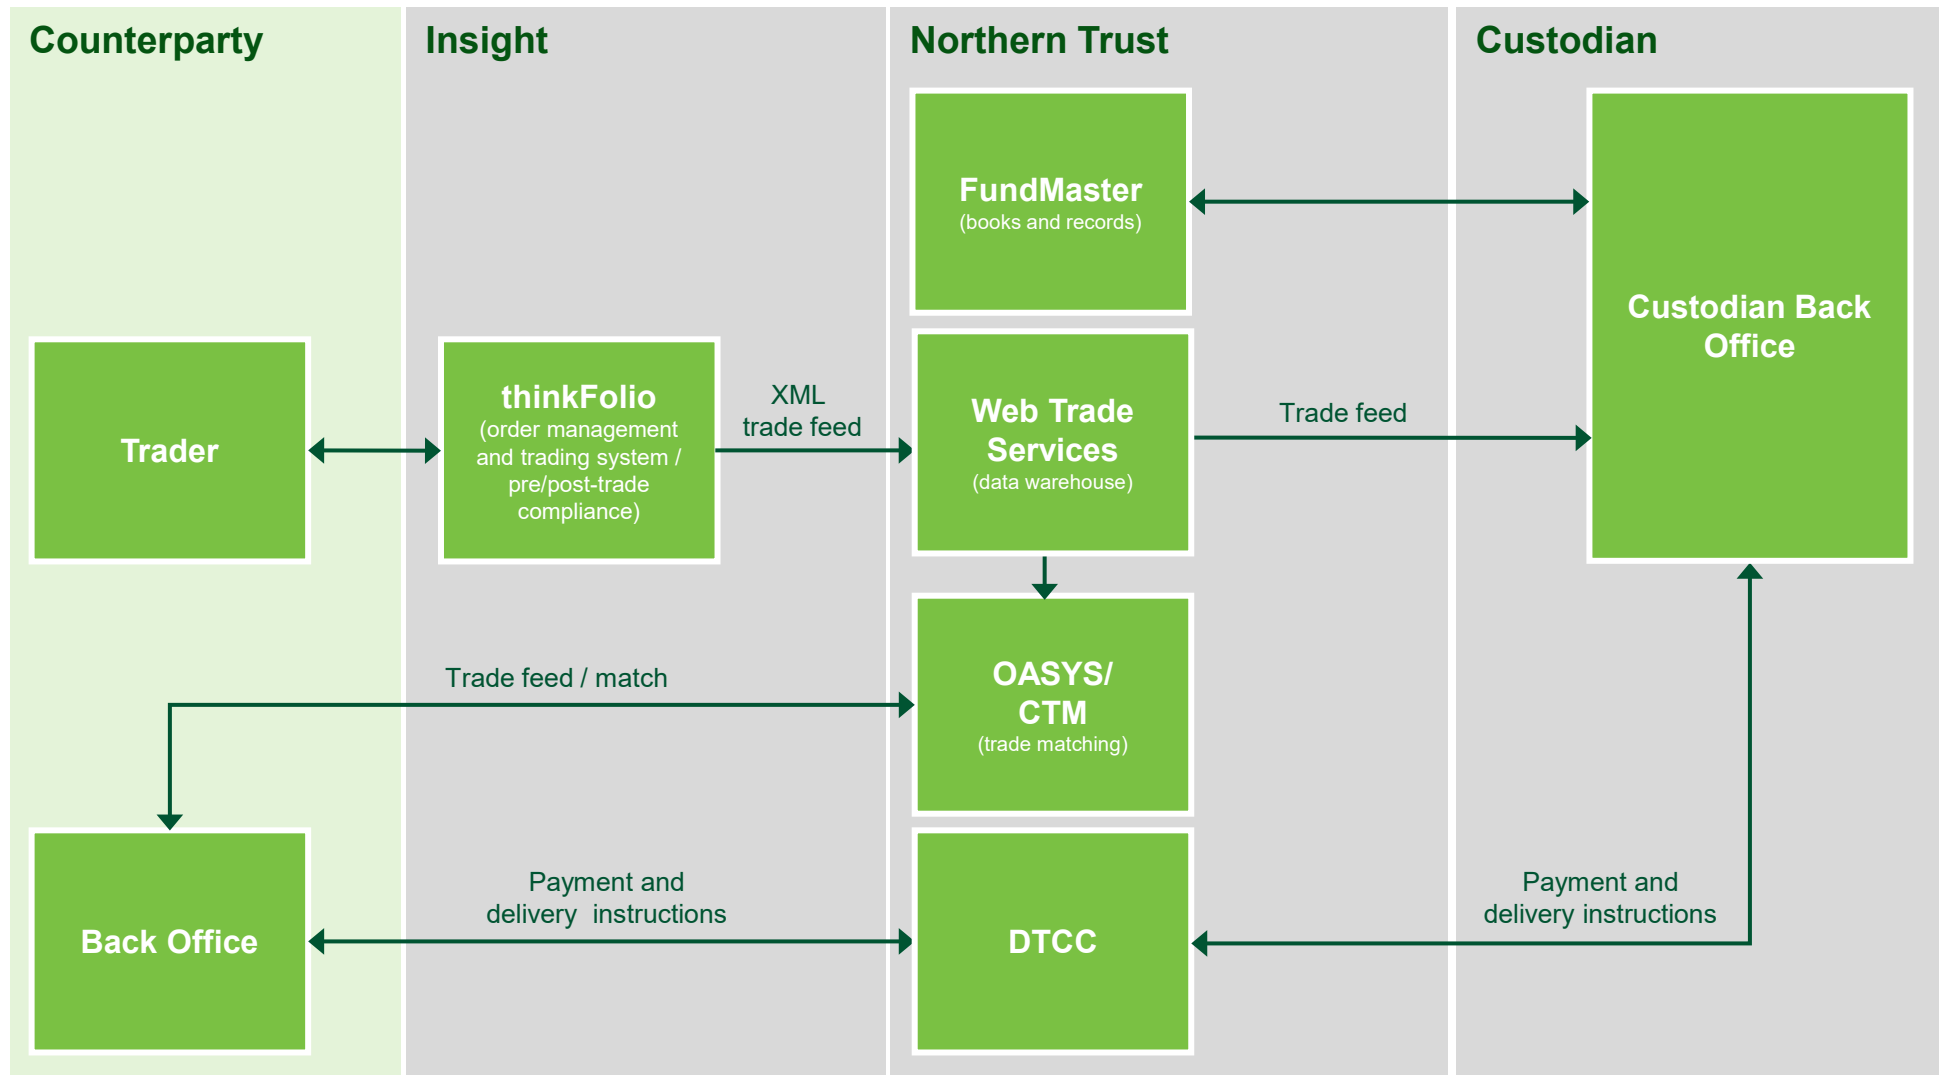 Counterparty
Insight
Northern Trust
Custodian
FundMaster
(books and records)
Custodian Back
Office
Trader
thinkFolio
(order management
and trading system /
pre/post-trade
compliance)
XML
trade feed
Web Trade
Services
(data warehouse)
Trade feed
Trade feed / match
OASYS/
CTM
(trade matching)
Back Office
Payment and
delivery  instructions
DTCC
Payment and
delivery instructions